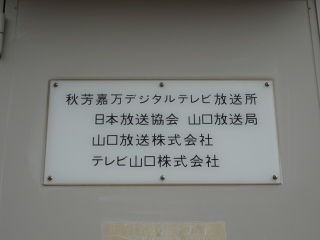 秋芳嘉万デジタルテレビ放送所
日本放送協会 山口放送局
山口放送株式会社
テレビ山口株式会社